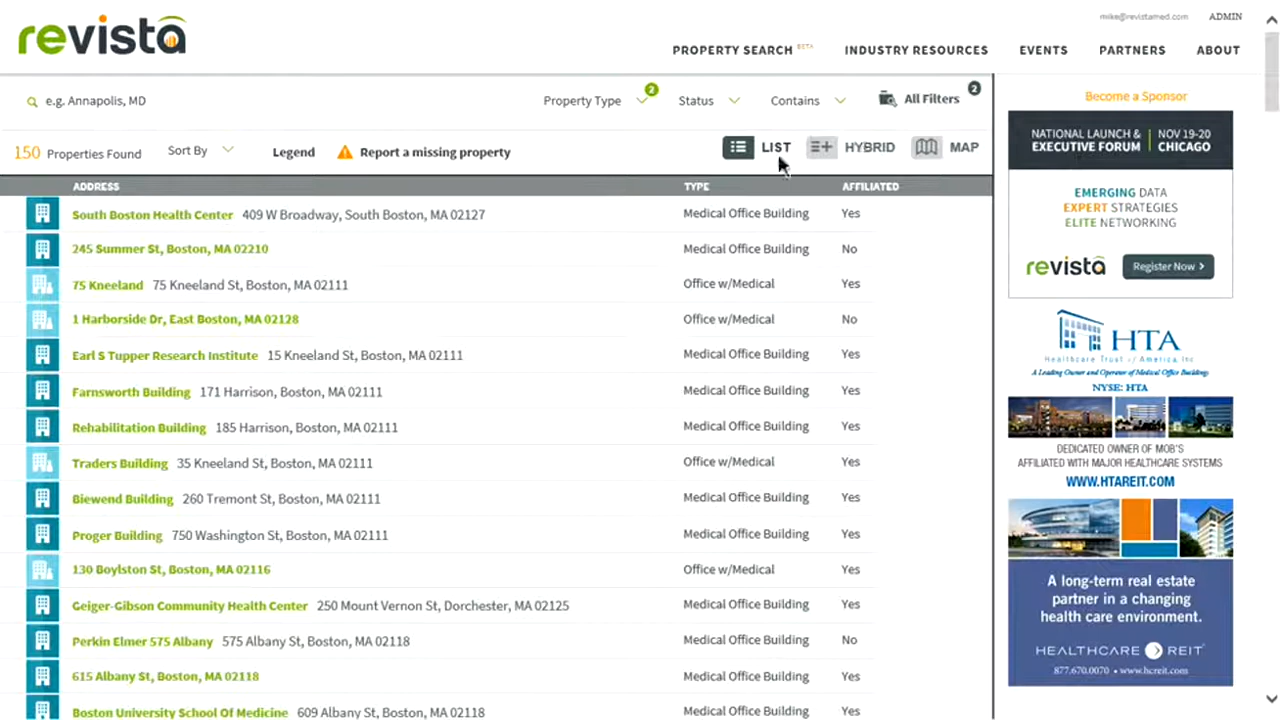 revista
mike@revistamed.com ADMIN
PROPERTY SEARCH BETA INDUSTRY RESOURCES EVENTS PARTNERS ABOUT
e.g. Annapolis, MD Property Type 2 Status Contains All Filters 2
150 Properties Found Sort By Legend Report a missing property LIST HYBRID MAP
ADDRESS TYPE AFFILIATED
South Boston Health Center 409 W Broadway, South Boston, MA 02127 Medical Office Building Yes
245 Summer St, Boston, MA 02210 Medical Office Building No
75 Kneeland 75 Kneeland St, Boston, MA 02111 Office w/Medical Yes
1 Harborside Dr, East Boston, MA 02128 Office w/Medical No
Earl S Tupper Research Institute 15 Kneeland St, Boston, MA 02111 Medical Office Building Yes
Farnsworth Building 171 Harrison, Boston, MA 02111 Medical Office Building Yes
Rehabilitation Building 185 Harrison, Boston, MA 02111 Medical Office Building Yes
Traders Building 35 Kneeland St, Boston, MA 02111 Office w/Medical Yes
Biewend Building 260 Tremont St, Boston, MA 02111 Medical Office Building Yes
Proger Building 750 Washington St, Boston, MA 02111 Medical Office Building Yes
130 Boylston St, Boston, MA 02116 Office w/Medical Yes
Geiger-Gibson Community Health Center 250 Mount Vernon St, Dorchester, MA 02125 Medical Office Building Yes
Perkin Elmer 575 Albany 575 Albany St, Boston, MA 02118 Medical Office Building No
615 Albany St, Boston, MA 02118 Medical Office Building Yes
Boston University School Of Medicine 609 Albany St, Boston, MA 02118 Medical Office Building Yes
Become a Sponsor
NATIONAL LAUNCH & EXECUTIVE FORUM
NOV 19-20 CHICAGO
EMERGING DATA
EXPERT STRATEGIES
ELITE NETWORKING
revista Register Now >
HTA
Healthcare Trust of America, Inc
A Leading Owner and Operator of Medical Office Buildings
NYSE: HTA
DEDICATED OWNER OF MOB'S
AFFILIATED WITH MAJOR HEALTHCARE SYSTEMS
WWW.HTAREIT.COM
A long-term real estate
partner in a changing
health care environment.
HEALTHCARE REIT
877.670.0070 • www.hcreit.com